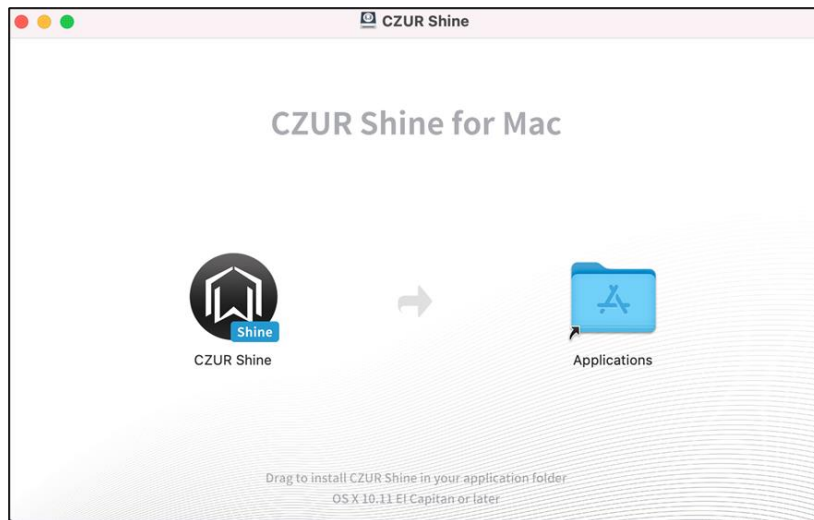 CZUR Shine
CZUR Shine for Mac
Shine
CZUR Shine
Applications
Drag to install CZUR Shine in your application folder
OS X 10.11 EI Capitan or later